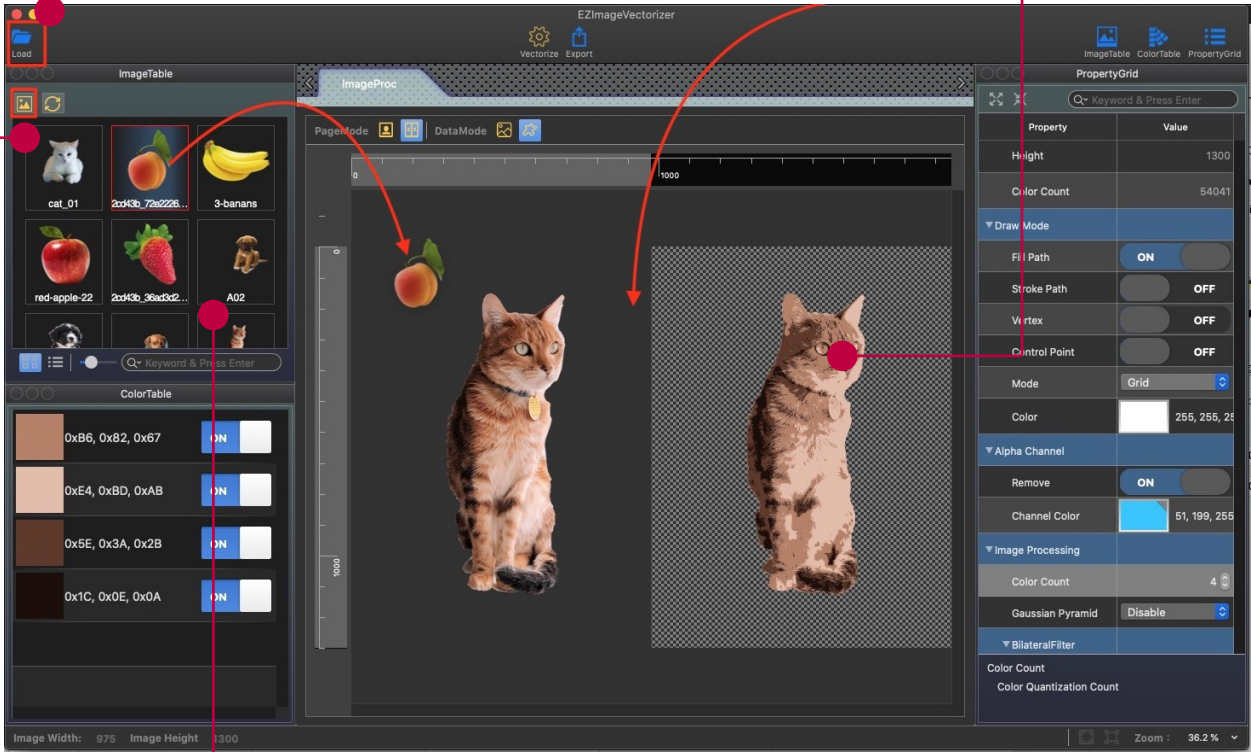 EZImageVectorizer
Load
Vectorize Export
ImageTable ColorTable PropertyGrid
ImageTable
cat_01
2cd43b_72e2226...
3-banans
red-apple-22
2cd43b_36ad3d2...
A02
Keyword & Press Enter
ColorTable
0xB6, 0x82, 0x67 ON
0xE4, 0xBD, 0xAB ON
0x5E, 0x3A, 0x2B ON
0x1C, 0x0E, 0x0A ON
ImageProc
PageMode DataMode
0 1000
0
1000
PropertyGrid
Keyword & Press Enter
Property Value
Height 1300
Color Count 54041
Draw Mode
Fill Path ON
Stroke Path OFF
Vertex OFF
Control Point OFF
Mode Grid
Color 255, 255, 25
Alpha Channel
Remove ON
Channel Color 51, 199, 255
Image Processing
Color Count 4
Gaussian Pyramid Disable
BilateralFilter
Color Count
Color Quantization Count
Image Width: 975 Image Height 1300
Zoom : 36.2 %